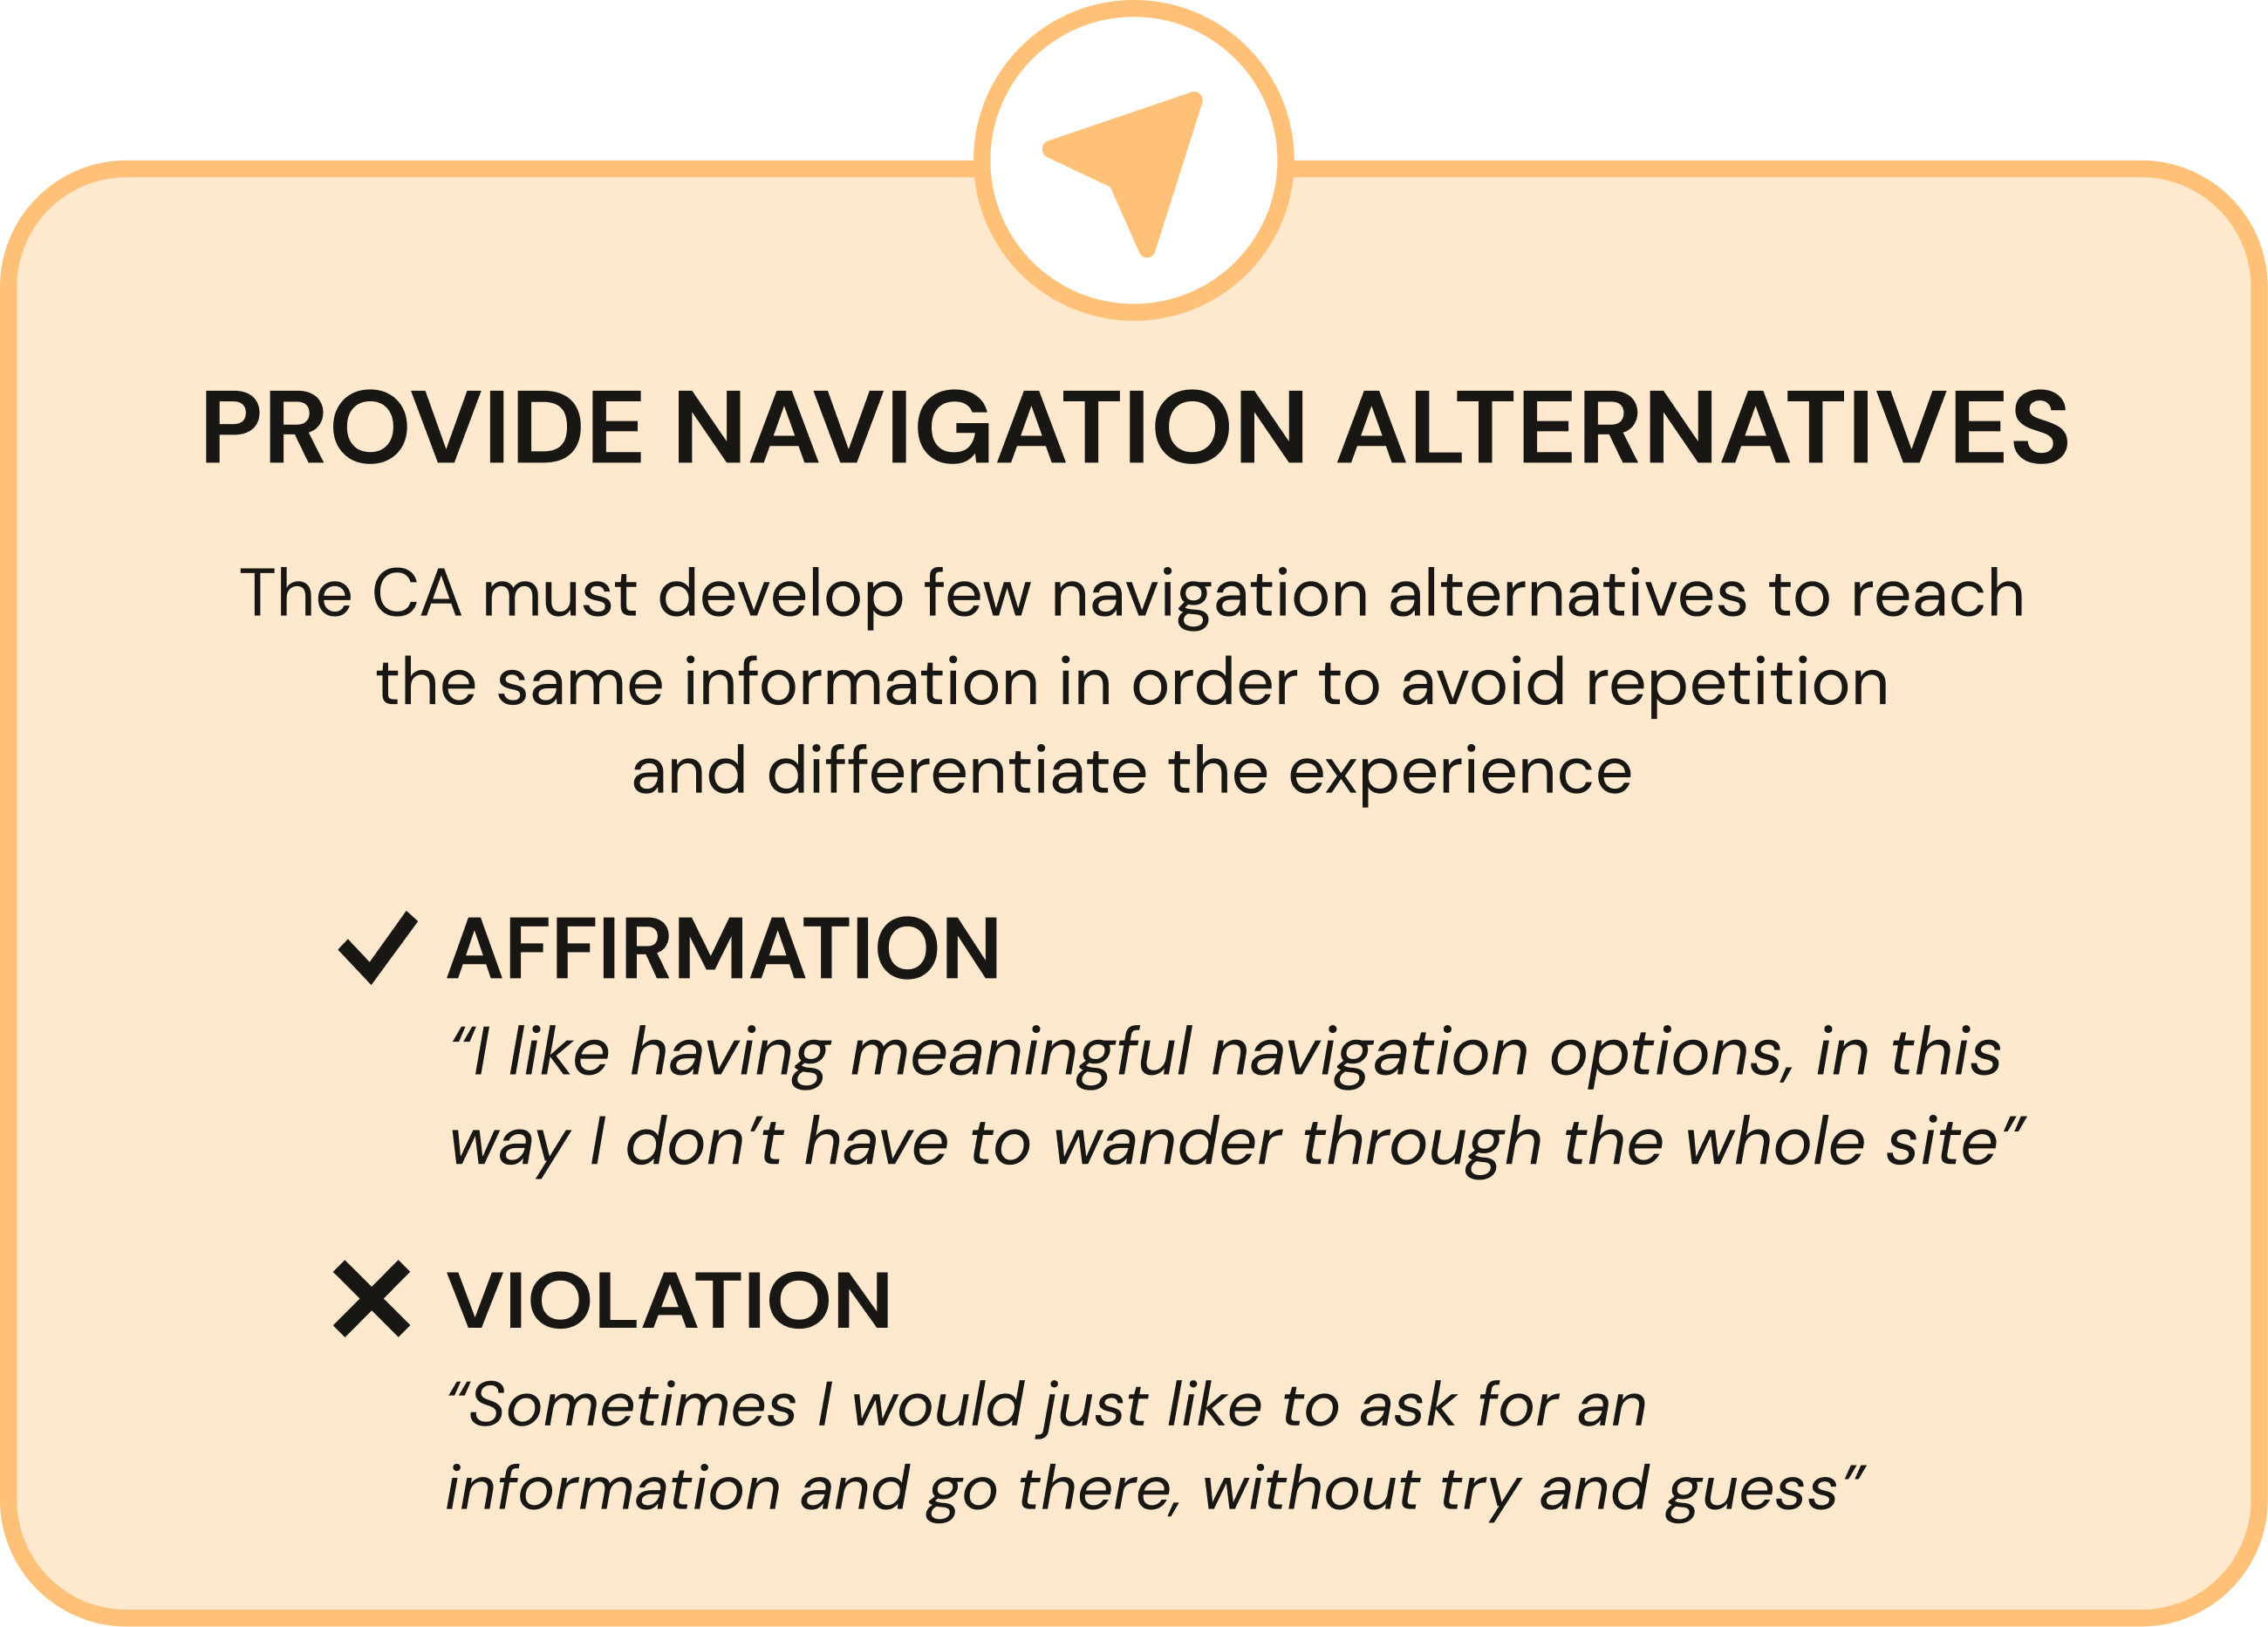 PROVIDE NAVIGATION ALTERNATIVES
The CA must develop few navigation alternatives to reach
the same information in order to avoid repetition
and differentiate the experience
AFFIRMATION
“I like having meaningful navigation options, in this
way I don’t have to wander through the whole site”
VIOLATION
“Sometimes I would just like to ask for an
information and go there, without try and guess”